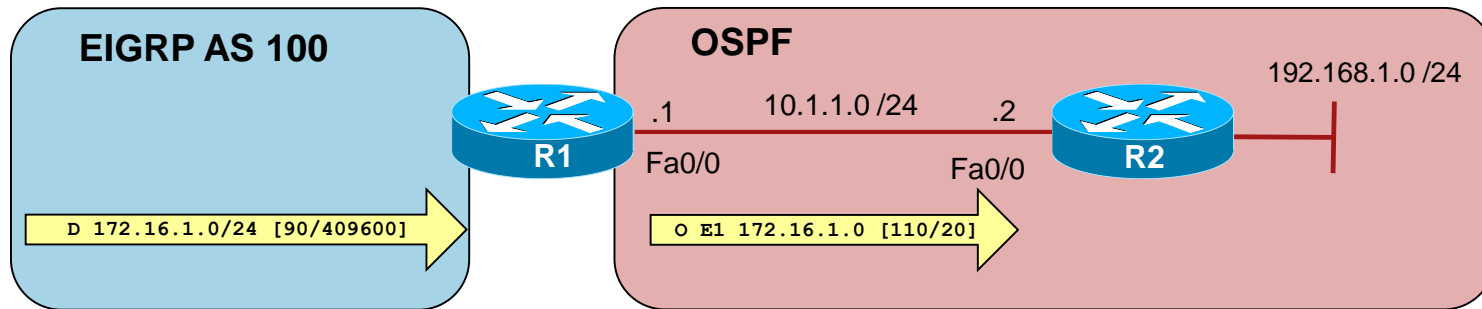 EIGRP AS 100
OSPF
192.168.1.0 /24
.1
10.1.1.0 /24
.2
R1
R2
Fa0/0
Fa0/0
D 172.16.1.0/24 [90/409600]
O E1 172.16.1.0 [110/20]